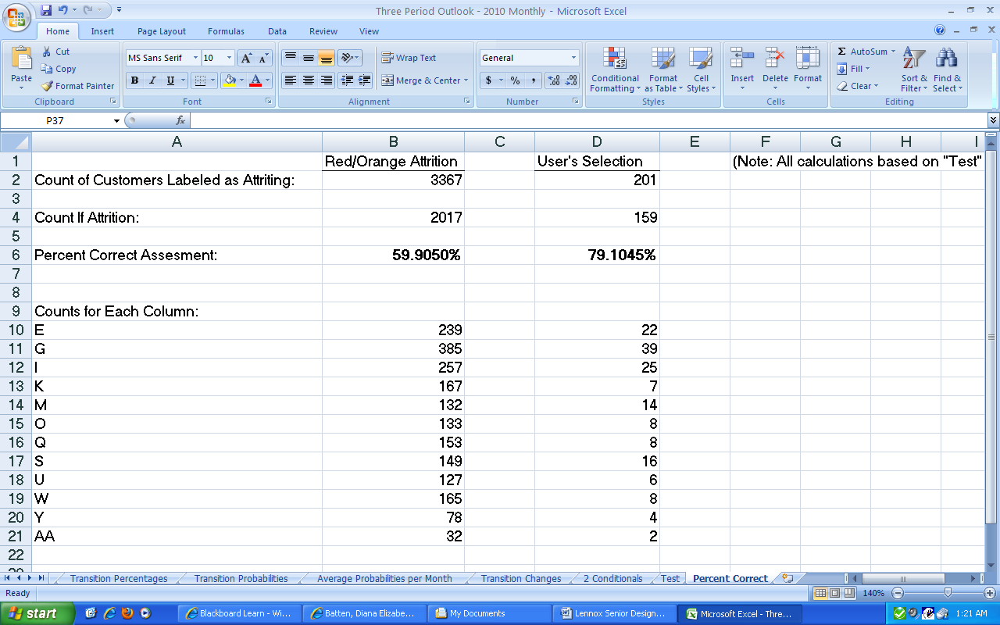 Three Period Outlook - 2010 Monthly - Microsoft Excel
Home Insert Page Layout Formulas Data Review View
Paste
Cut
Copy
Format Painter
Clipboard
MS Sans Serif 10
B I U
Font
Wrap Text
Merge & Center
Alignment
General
$ % ,
Number
Conditional Formatting
Format as Table
Cell Styles
Styles
Insert Delete Format
Cells
Σ AutoSum
Fill
Clear
Sort & Filter
Find & Select
Editing
P37 fx
A B C D E F G H I
1 Red/Orange Attrition User's Selection (Note: All calculations based on "Test"
2 Count of Customers Labeled as Attriting: 3367 201
3
4 Count If Attrition: 2017 159
5
6 Percent Correct Assesment: 59.9050% 79.1045%
7
8
9 Counts for Each Column:
10 E 239 22
11 G 385 39
12 I 257 25
13 K 167 7
14 M 132 14
15 O 133 8
16 Q 153 8
17 S 149 16
18 U 127 6
19 W 165 8
20 Y 78 4
21 AA 32 2
22
Transition Percentages Transition Probabilities Average Probabilities per Month Transition Changes 2 Conditionals Test Percent Correct
Ready 140%
start Blackboard Learn - Wi... Batten, Diana Elizabe... My Documents Lennox Senior Design... Microsoft Excel - Thre... 1:21 AM